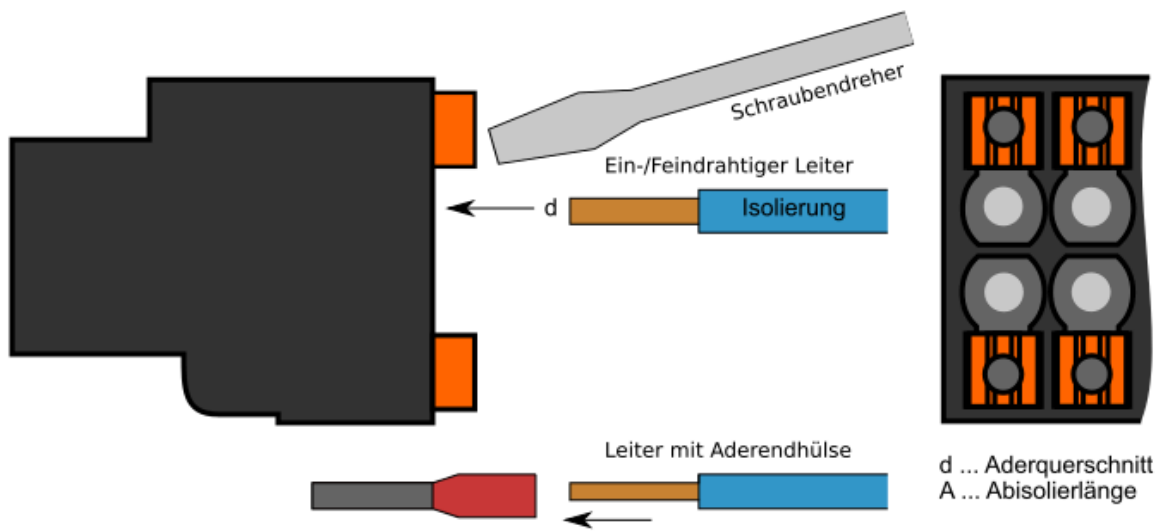 Schraubendreher
Ein-/Feindrahtiger Leiter
d
Isolierung
Leiter mit Aderendhülse
d ... Aderquerschnitt
A ... Abisolierlänge